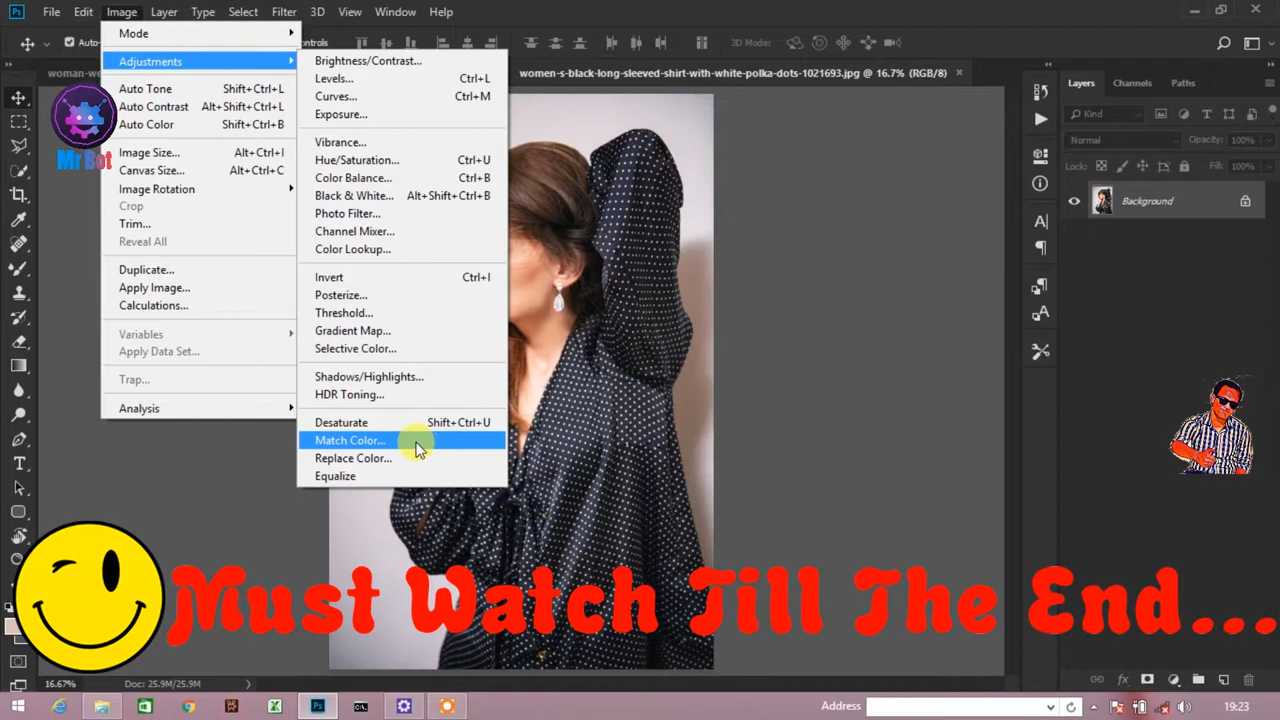 Ps File Edit Image Layer Type Select Filter 3D View Window Help
Mode
Adjustments
Auto Tone Shift+Ctrl+L
Auto Contrast Alt+Shift+Ctrl+L
Auto Color Shift+Ctrl+B
Image Size... Alt+Ctrl+I
Canvas Size... Alt+Ctrl+C
Image Rotation
Crop
Trim...
Reveal All
Duplicate...
Apply Image...
Calculations...
Variables
Apply Data Set...
Trap...
Analysis
Brightness/Contrast...
Levels... Ctrl+L
Curves... Ctrl+M
Exposure...
Vibrance...
Hue/Saturation... Ctrl+U
Color Balance... Ctrl+B
Black & White... Alt+Shift+Ctrl+B
Photo Filter...
Channel Mixer...
Color Lookup...
Invert Ctrl+I
Posterize...
Threshold...
Gradient Map...
Selective Color...
Shadows/Highlights...
HDR Toning...
Desaturate Shift+Ctrl+U
Match Color...
Replace Color...
Equalize
3D Mode:
women-s-black-long-sleeved-shirt-with-white-polka-dots-1021693.jpg @ 16.7% (RGB/8)
Mr Bot
Layers Channels Paths
Kind
Normal Opacity: 100%
Lock: Fill: 100%
Background
Must Watch Till The End...
16.67% Doc: 25.9M/25.9M
Ps Address 19:23